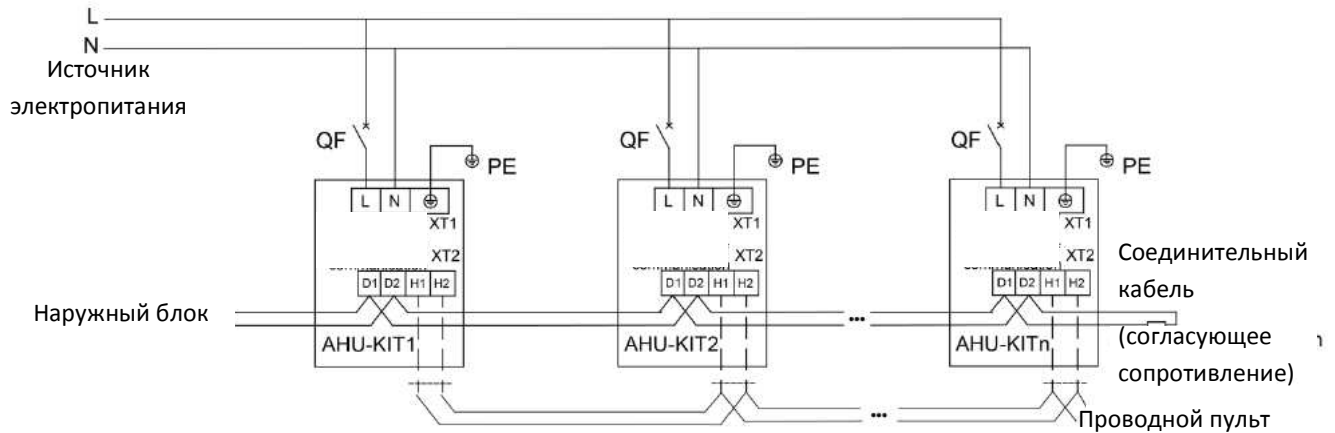 L
N
Источник
электропитания
QF
PE
QF
PE
QF
PE
L N
L N
L N
XT1
XT1
XT1
XT2
XT2
XT2
D1 D2 H1 H2
D1 D2 H1 H2
D1 D2 H1 H2
Соединительный
кабель
(согласующее
сопротивление)
Наружный блок
...
AHU-KIT1
AHU-KIT2
AHU-KITn
...
Проводной пульт